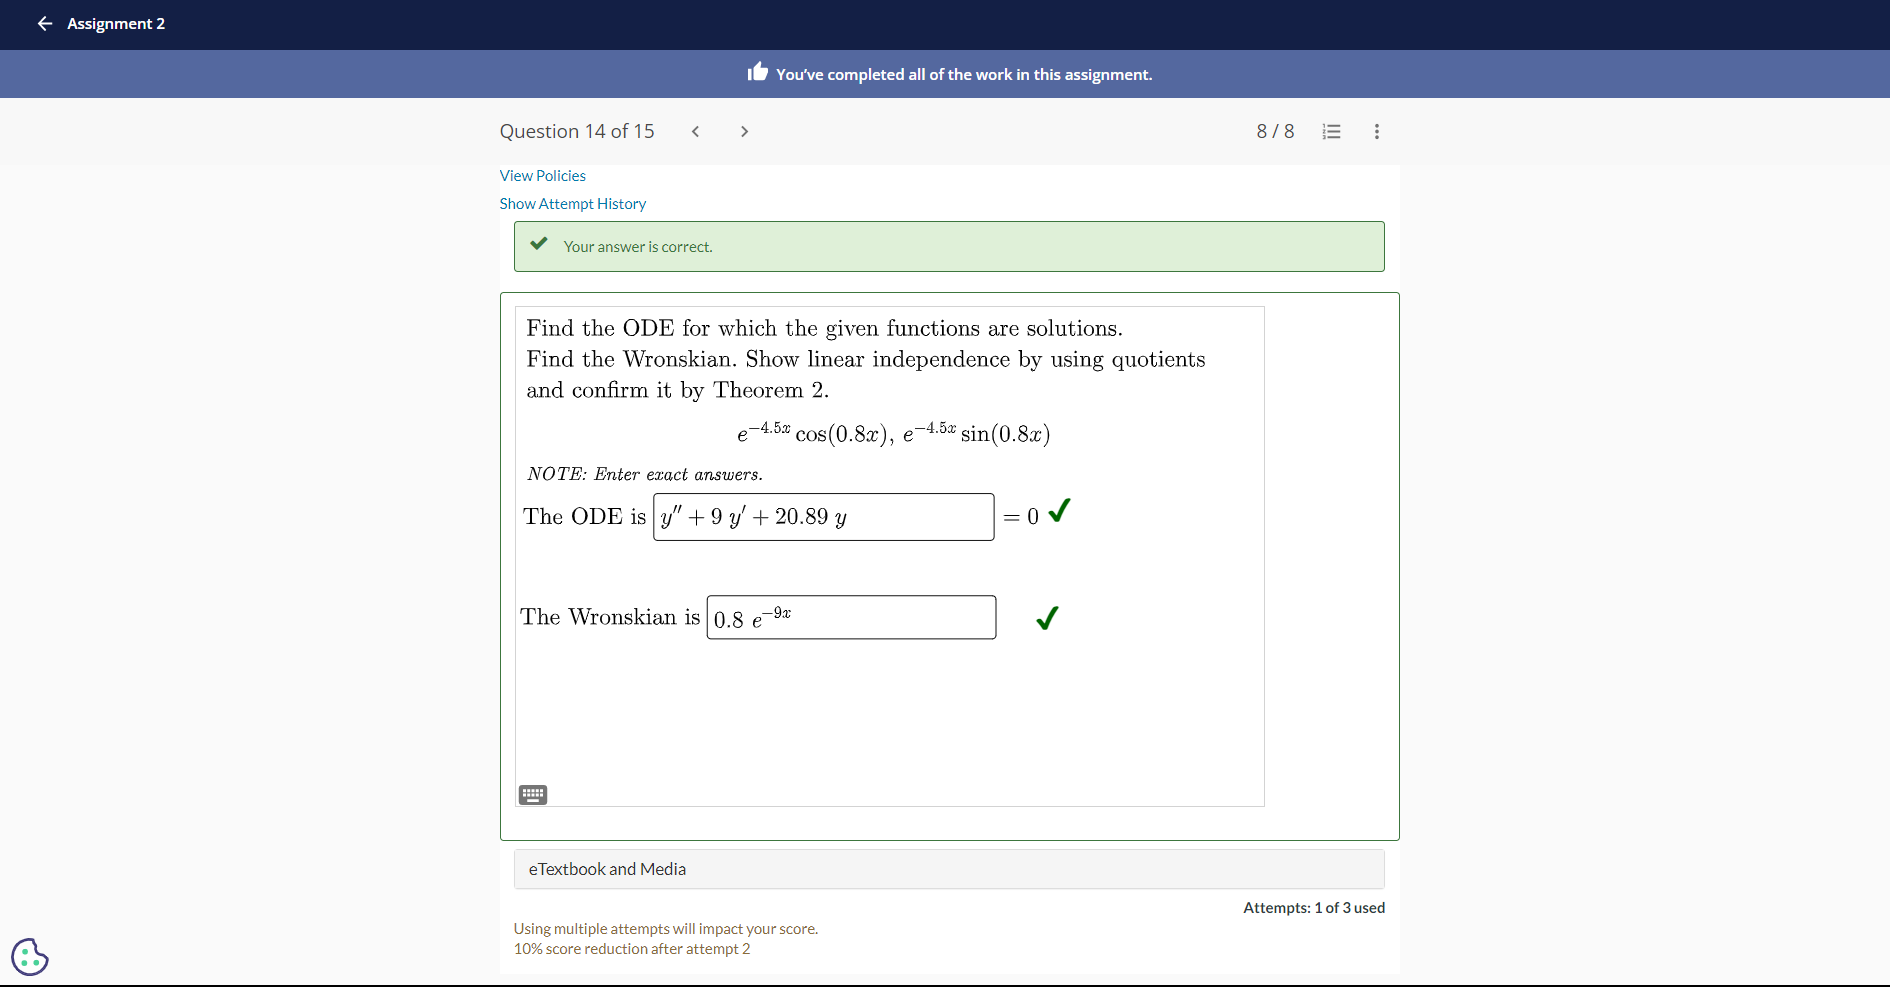 Assignment 2
You've completed all of the work in this assignment.
Question 14 of 15
8 / 8
View Policies
Show Attempt History
Your answer is correct.
Find the ODE for which the given functions are solutions.
Find the Wronskian. Show linear independence by using quotients
and confirm it by Theorem 2.
e^{-4.5x} cos(0.8x), e^{-4.5x} sin(0.8x)
NOTE: Enter exact answers.
The ODE is y'' + 9 y' + 20.89 y = 0
The Wronskian is 0.8 e^{-9x}
eTextbook and Media
Attempts: 1 of 3 used
Using multiple attempts will impact your score.
10% score reduction after attempt 2